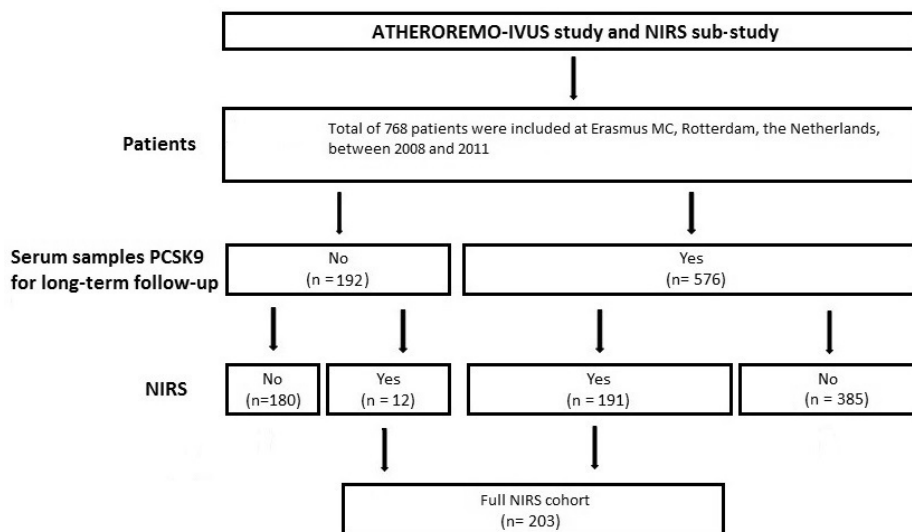 ATHEROREMO-IVUS study and NIRS sub-study
Patients
Total of 768 patients were included at Erasmus MC, Rotterdam, the Netherlands,
between 2008 and 2011
Serum samples PCSK9
for long-term follow-up
No
(n =192)
Yes
(n= 576)
NIRS
No
(n=180)
Yes
(n = 12)
Yes
(n = 191)
No
(n = 385)
Full NIRS cohort
(n= 203)